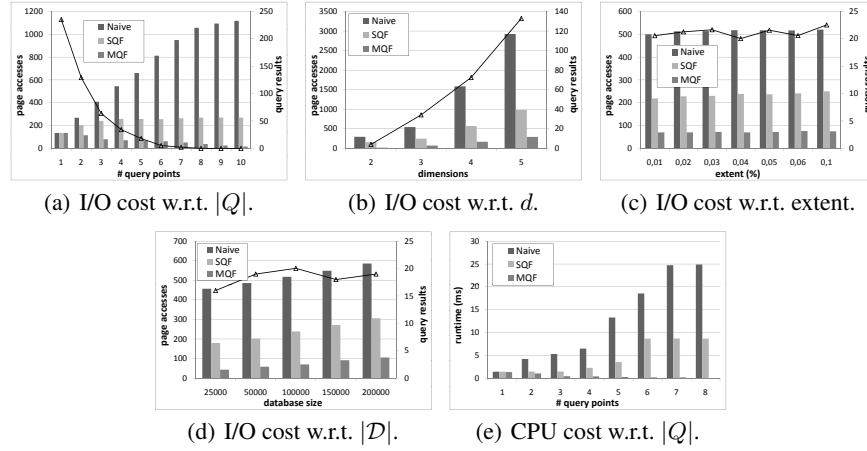 1200
1000
800
600
400
200
0
page accesses
Naive
SQF
MQF
250
200
150
100
50
0
query results
1 2 3 4 5 6 7 8 9 10
# query points
(a) I/O cost w.r.t. |Q|.
3500
3000
2500
2000
1500
1000
500
0
page accesses
Naive
SQF
MQF
140
120
100
80
60
40
20
0
query results
2 3 4 5
dimensions
(b) I/O cost w.r.t. d.
600
500
400
300
200
100
0
page accesses
Naive
SQF
MQF
25
20
15
10
5
0
query results
0,01 0,02 0,03 0,04 0,05 0,06 0,1
extent (%)
(c) I/O cost w.r.t. extent.
700
600
500
400
300
200
100
0
page accesses
Naive
SQF
MQF
25
20
15
10
5
0
query results
25000 50000 100000 150000 200000
database size
(d) I/O cost w.r.t. |D|.
30
25
20
15
10
5
0
runtime (ms)
Naive
SQF
MQF
1 2 3 4 5 6 7 8
# query points
(e) CPU cost w.r.t. |Q|.